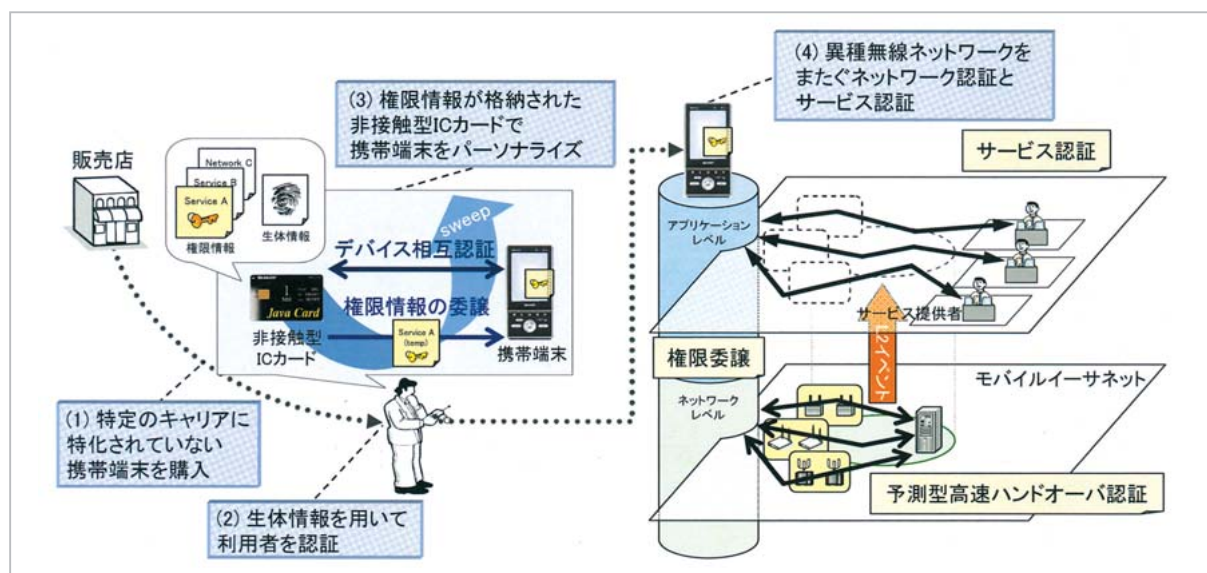 (4) 異種無線ネットワークを
またぐネットワーク認証と
サービス認証
(3) 権限情報が格納された
非接触型ICカードで
携帯端末をパーソナライズ
販売店
Network C
Service B
Service A
権限情報
生体情報
sweep
デバイス相互認証
Java Card
権限情報の委譲
Service A
(temp)
非接触型
ICカード
携帯端末
(1) 特定のキャリアに
特化されていない
携帯端末を購入
(2) 生体情報を用いて
利用者を認証
サービス認証
アプリケーション
レベル
サービス提供者
L2イベント
権限委譲
モバイルイーサネット
ネットワーク
レベル
予測型高速ハンドオーバ認証